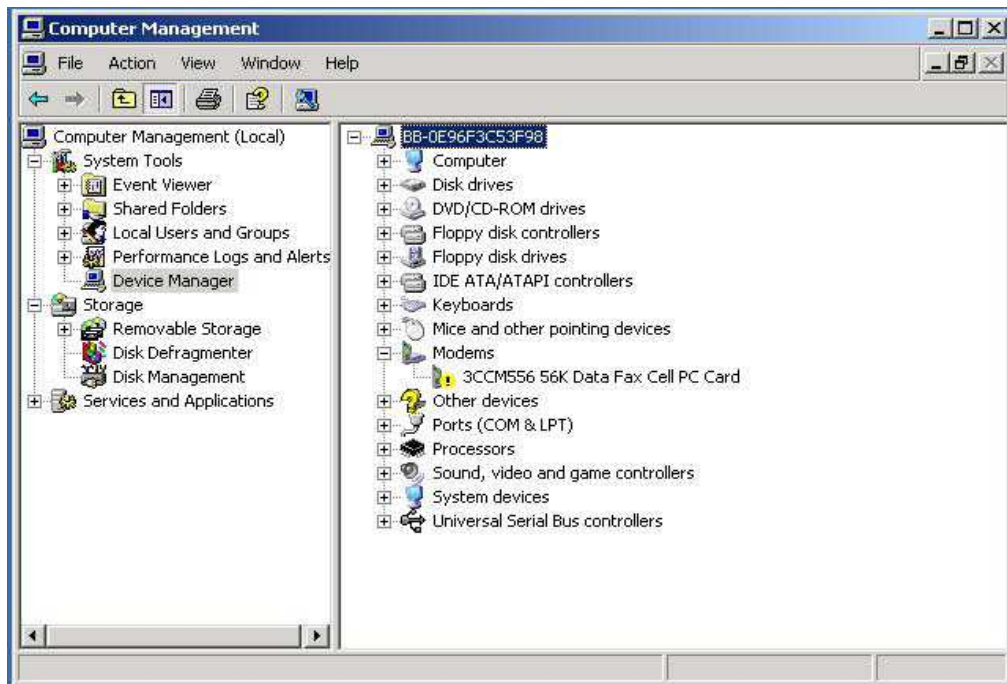 Computer Management
File Action View Window Help
Computer Management (Local)
System Tools
Event Viewer
Shared Folders
Local Users and Groups
Performance Logs and Alerts
Device Manager
Storage
Removable Storage
Disk Defragmenter
Disk Management
Services and Applications
BB-0E96F3C53F98
Computer
Disk drives
DVD/CD-ROM drives
Floppy disk controllers
Floppy disk drives
IDE ATA/ATAPI controllers
Keyboards
Mice and other pointing devices
Modems
3CCM556 56K Data Fax Cell PC Card
Other devices
Ports (COM & LPT)
Processors
Sound, video and game controllers
System devices
Universal Serial Bus controllers